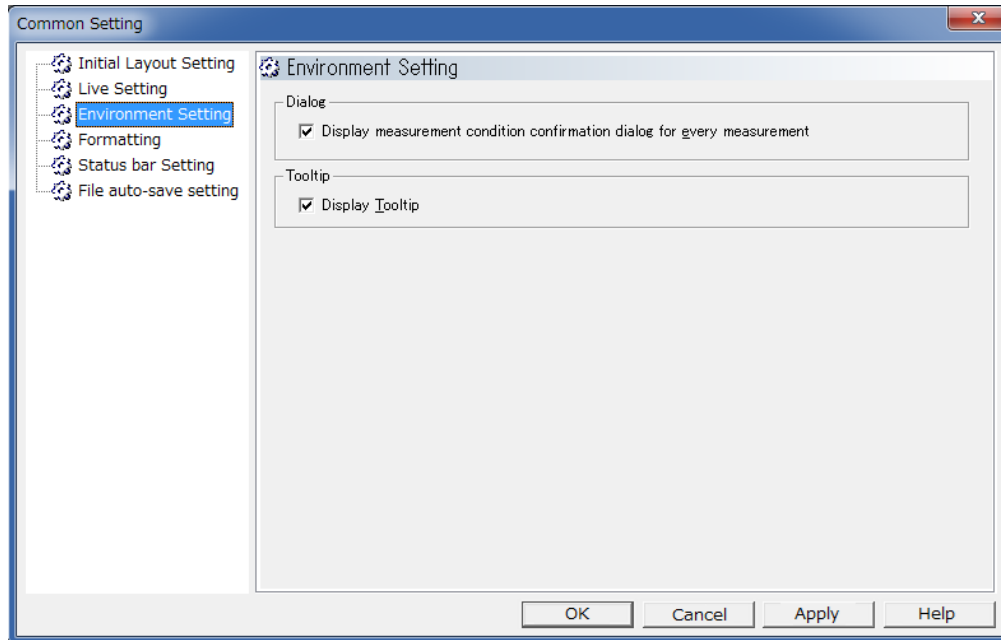 Common Setting
Initial Layout Setting
Live Setting
Environment Setting
Formatting
Status bar Setting
File auto-save setting
Environment Setting
Dialog
Display measurement condition confirmation dialog for every measurement
Tooltip
Display Tooltip
OK
Cancel
Apply
Help